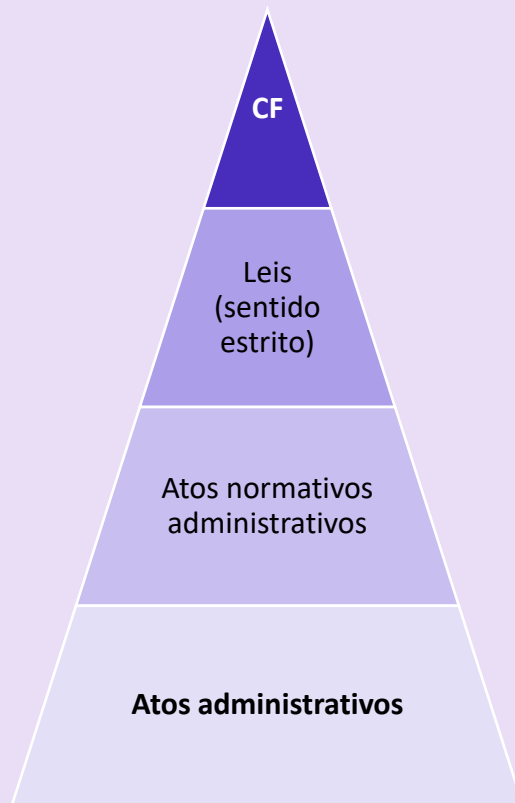 CF
Leis
(sentido
estrito)
Atos normativos
administrativos
Atos administrativos